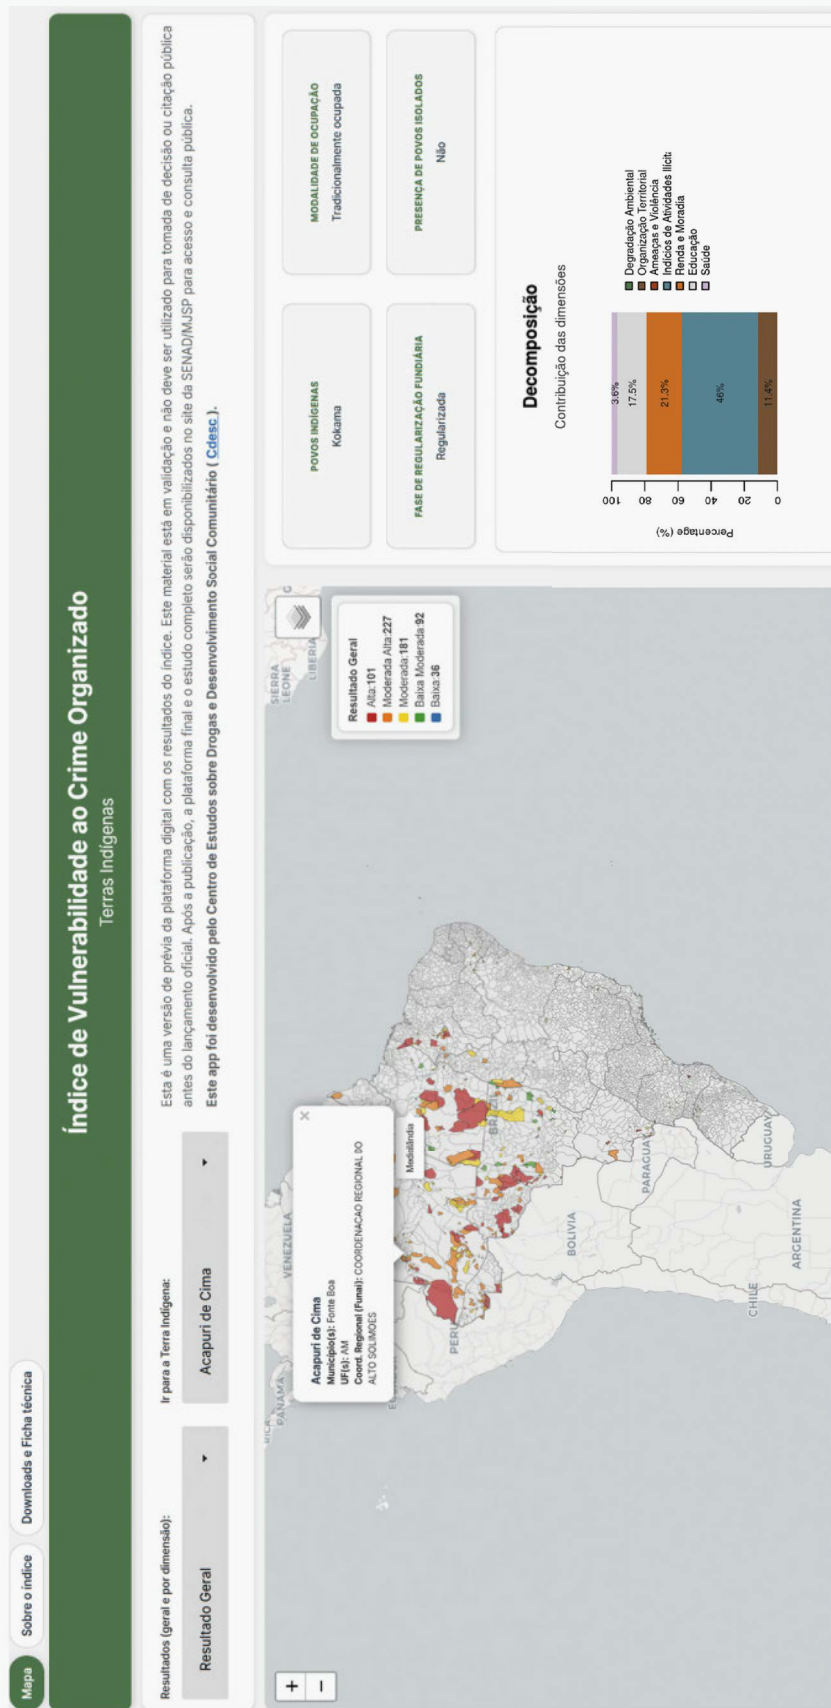 Mapa
Sobre o índice
Downloads e Ficha técnica
Índice de Vulnerabilidade ao Crime Organizado
Terras Indígenas
Resultados (geral e por dimensão):
Resultado Geral
Ir para a Terra Indígena:
Acapuri de Cima
Esta é uma versão de prévia da plataforma digital com os resultados do índice. Este material está em validação e não deve ser utilizado para tomada de decisão ou citação pública
antes do lançamento oficial. Após a publicação, a plataforma final e o estudo completo serão disponibilizados no site da SENAD/MJSP para acesso e consulta pública.
Este app foi desenvolvido pelo Centro de Estudos sobre Drogas e Desenvolvimento Social Comunitário ( Cdesc ).
+
−
PANAMA
VENEZUELA
SIERRA
LEONE
LIBERIA
Acapuri de Cima
Município(s): Fonte Boa
UF(s): AM
Coord. Regional (Funai): COORDENACAO REGIONAL DO
ALTO SOLIMOES
×
Medialândia
PERU
BR
BOLIVIA
PARAGUAY
CHILE
ARGENTINA
URUGUAY
Resultado Geral
Alta:101
Moderada Alta:227
Moderada:181
Baixa Moderada:92
Baixa:36
POVOS INDÍGENAS
Kokama
MODALIDADE DE OCUPAÇÃO
Tradicionalmente ocupada
FASE DE REGULARIZAÇÃO FUNDIÁRIA
Regularizada
PRESENÇA DE POVOS ISOLADOS
Não
Decomposição
Contribuição das dimensões
Percentage (%)
100
80
60
40
20
0
3.6%
17.5%
21.3%
46%
11.4%
Degradação Ambiental
Organização Territorial
Ameaças e Violência
Indícios de Atividades Ilícit
Renda e Moradia
Educação
Saúde